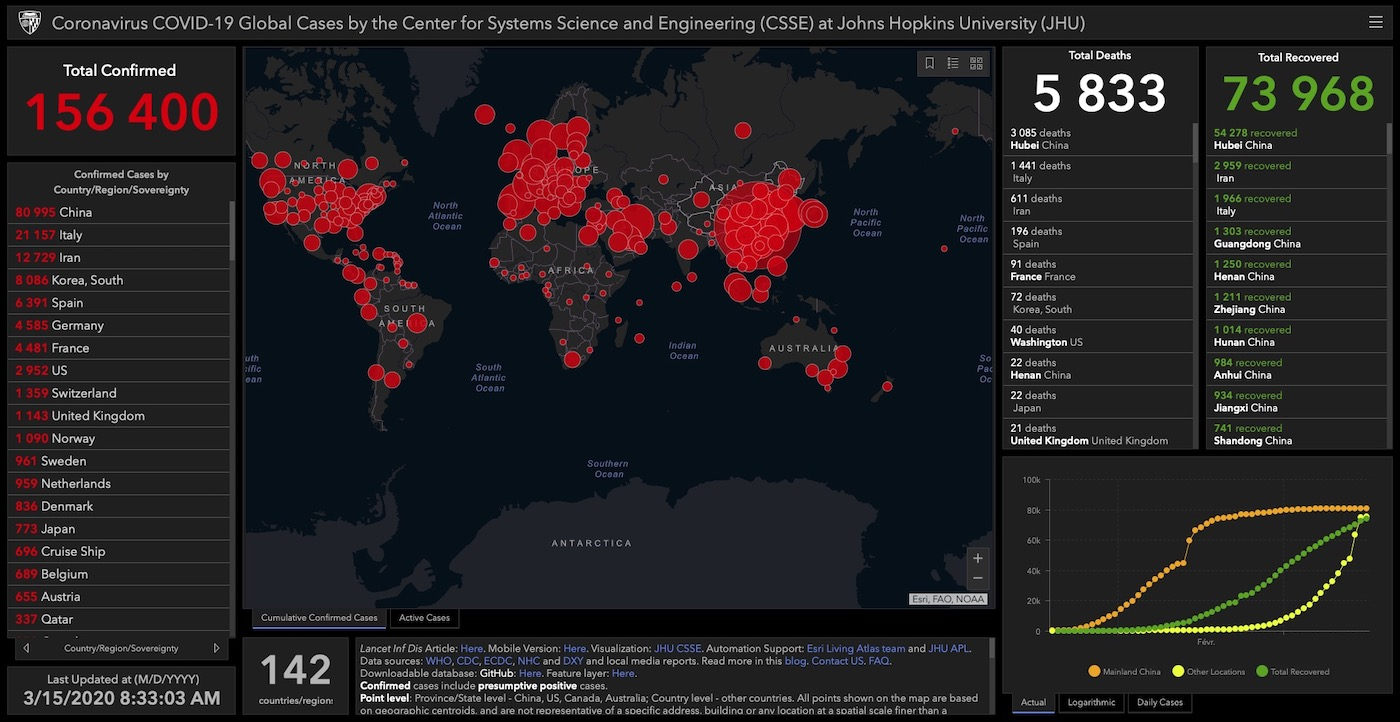 Coronavirus COVID-19 Global Cases by the Center for Systems Science and Engineering (CSSE) at Johns Hopkins University (JHU)
Total Confirmed
156 400
Confirmed Cases by
Country/Region/Sovereignty
80 995 China
21 157 Italy
12 729 Iran
8 086 Korea, South
6 391 Spain
4 585 Germany
4 481 France
2 952 US
1 359 Switzerland
1 143 United Kingdom
1 090 Norway
961 Sweden
959 Netherlands
836 Denmark
773 Japan
696 Cruise Ship
689 Belgium
655 Austria
337 Qatar
Country/Region/Sovereignty
Last Updated at (M/D/YYYY)
3/15/2020 8:33:03 AM
NORTH
AMERICA
OPE
ASIA
North
Atlantic
Ocean
North
Pacific
Ocean
North
Pacific
Ocean
AFRICA
SOUTH
AMERICA
Indian
Ocean
AUSTRALIA
uth
ific
ean
South
Atlantic
Ocean
So
Pac
Oc
Southern
Ocean
ANTARCTICA
+
−
Esri, FAO, NOAA
Cumulative Confirmed Cases
Active Cases
142
countries/region
Lancet Inf Dis Article: Here. Mobile Version: Here. Visualization: JHU CSSE. Automation Support: Esri Living Atlas team and JHU APL.
Data sources: WHO, CDC, ECDC, NHC and DXY and local media reports. Read more in this blog. Contact US. FAQ.
Downloadable database: GitHub: Here. Feature layer: Here.
Confirmed cases include presumptive positive cases.
Point level: Province/State level - China, US, Canada, Australia; Country level - other countries. All points shown on the map are based
on geographic centroids, and are not representative of a specific address, building or any location at a spatial scale finer than a
Total Deaths
5 833
3 085 deaths
Hubei China
1 441 deaths
Italy
611 deaths
Iran
196 deaths
Spain
91 deaths
France France
72 deaths
Korea, South
40 deaths
Washington US
22 deaths
Henan China
22 deaths
Japan
21 deaths
United Kingdom United Kingdom
Total Recovered
73 968
54 278 recovered
Hubei China
2 959 recovered
Iran
1 966 recovered
Italy
1 303 recovered
Guangdong China
1 250 recovered
Henan China
1 211 recovered
Zhejiang China
1 014 recovered
Hunan China
984 recovered
Anhui China
934 recovered
Jiangxi China
741 recovered
Shandong China
100k
80k
60k
40k
20k
0
Févr.
Mainland China
Other Locations
Total Recovered
Actual
Logarithmic
Daily Cases